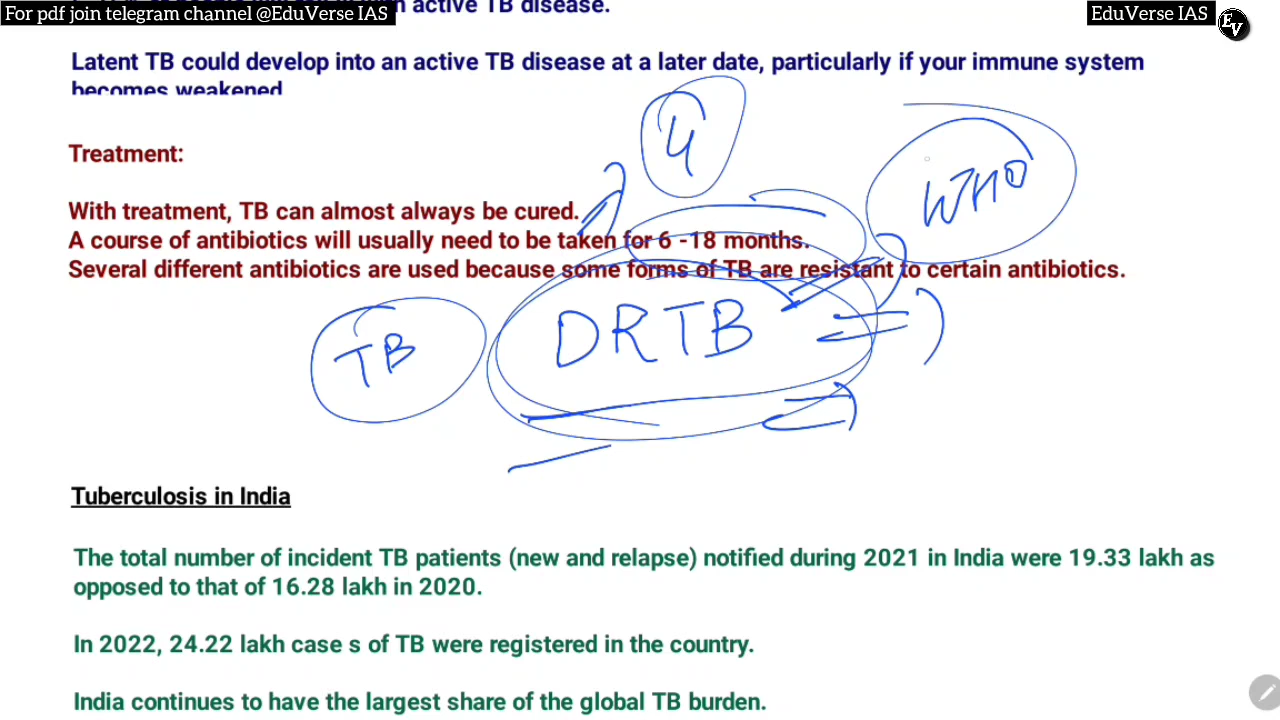 For pdf join telegram channel @EduVerse IAS
EduVerse IAS
EV
active TB disease.
Latent TB could develop into an active TB disease at a later date, particularly if your immune system
becomes weakened
4
WHO
Treatment:
With treatment, TB can almost always be cured.
A course of antibiotics will usually need to be taken for 6 -18 months.
Several different antibiotics are used because some forms of TB are resistant to certain antibiotics.
TB
DRTB
Tuberculosis in India
The total number of incident TB patients (new and relapse) notified during 2021 in India were 19.33 lakh as
opposed to that of 16.28 lakh in 2020.
In 2022, 24.22 lakh case s of TB were registered in the country.
India continues to have the largest share of the global TB burden.